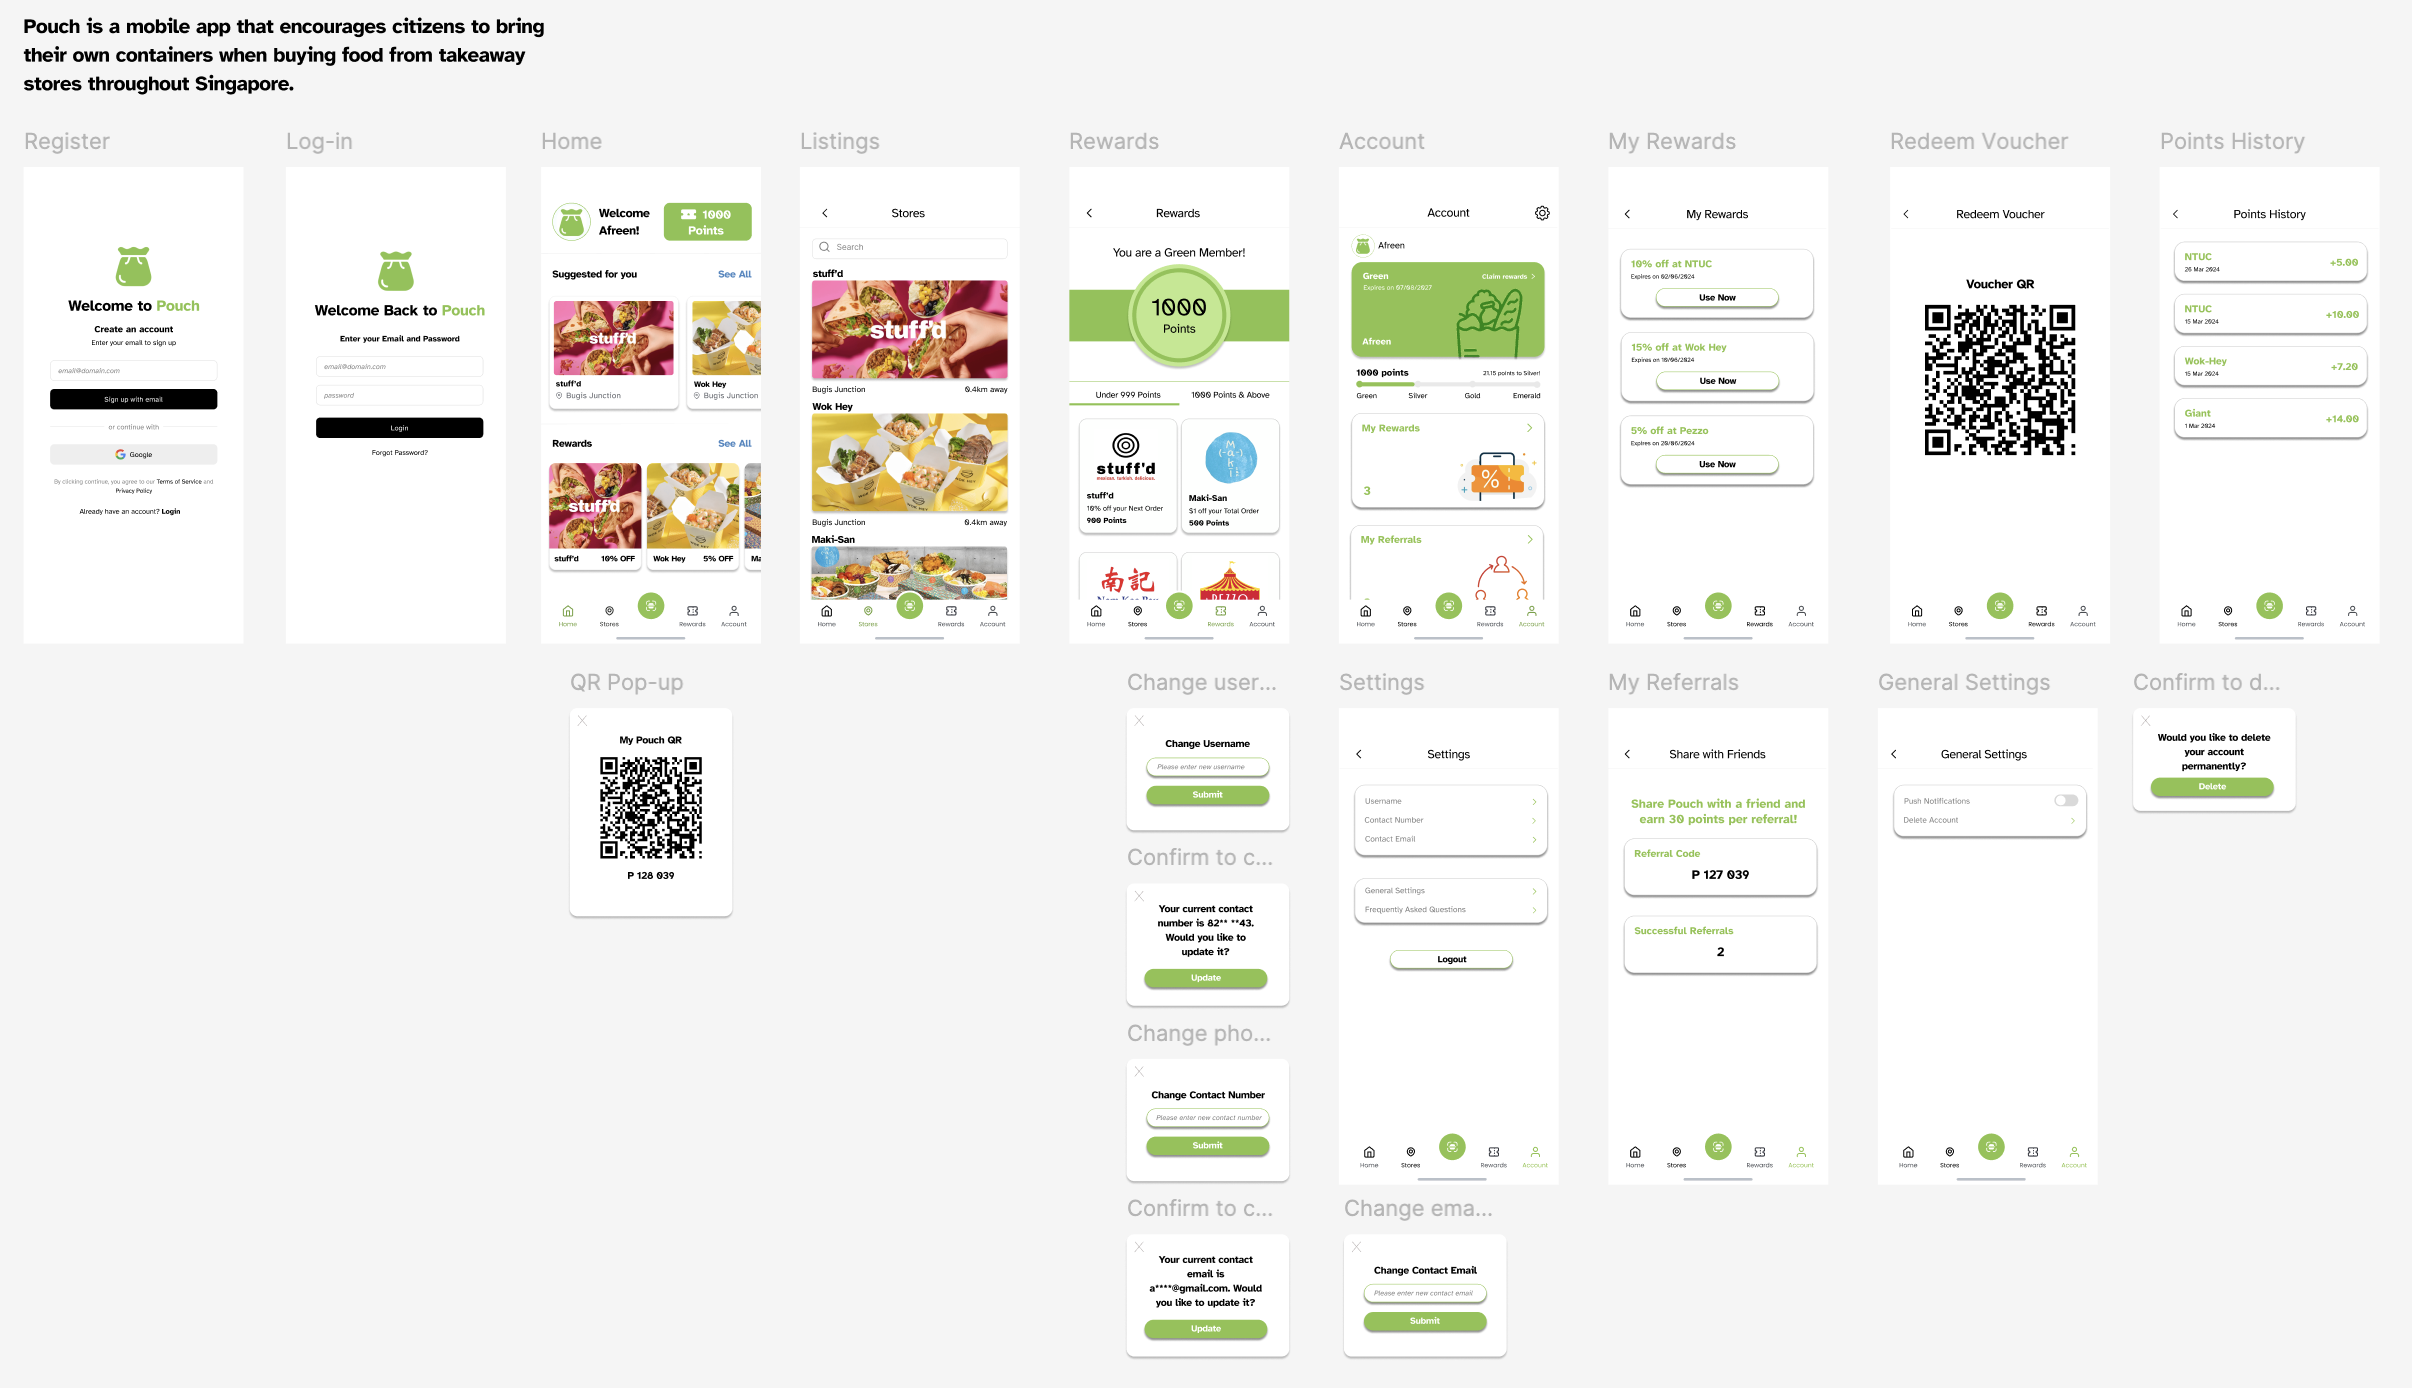 Pouch is a mobile app that encourages citizens to bring
their own containers when buying food from takeaway
stores throughout Singapore.
Register
Welcome to Pouch
Create an account
Enter your email to sign up
email@domain.com
Sign up with email
or continue with
Google
By clicking continue, you agree to our Terms of Service and
Privacy Policy
Already have an account? Login
Log-in
Welcome Back to Pouch
Enter your Email and Password
email@domain.com
password
Login
Forgot Password?
Home
Welcome
Afreen!
1000
Points
Suggested for you
See All
stuff'd
stuff'd
Bugis Junction
Wok Hey
Bugis Junction
Rewards
See All
stuff'd
stuff'd 10% OFF
Wok Hey 5% OFF
Ma
Home
Stores
Rewards
Account
Listings
Stores
Search
stuff'd
stuff'd
Bugis Junction
0.4km away
Wok Hey
Bugis Junction
0.4km away
Maki-San
Home
Stores
Rewards
Account
Rewards
Rewards
You are a Green Member!
1000
Points
Under 999 Points
1000 Points & Above
stuff'd
mexican. turkish. delicious.
stuff'd
10% off your Next Order
900 Points
Maki-San
$1 off your Total Order
500 Points
南記
PEZZO
Home
Stores
Rewards
Account
Account
Account
Afreen
Green
Claim rewards >
Expires on 07/08/2027
Afreen
1000 points
2115 points to Silver!
Green
Silver
Gold
Emerald
My Rewards
%
3
My Referrals
Home
Stores
Rewards
Account
My Rewards
My Rewards
10% off at NTUC
Expires on 02/06/2024
Use Now
15% off at Wok Hey
Expires on 10/06/2024
Use Now
5% off at Pezzo
Expires on 20/06/2024
Use Now
Home
Stores
Rewards
Account
Redeem Voucher
Redeem Voucher
Voucher QR
Home
Stores
Rewards
Account
Points History
Points History
NTUC
26 Mar 2024
+5.00
NTUC
15 Mar 2024
+10.00
Wok-Hey
15 Mar 2024
+7.20
Giant
1 Mar 2024
+14.00
Home
Stores
Rewards
Account
QR Pop-up
My Pouch QR
P 128 039
Change user...
Change Username
Please enter new username
Submit
Confirm to c...
Your current contact
number is 82** **43.
Would you like to
update it?
Update
Change pho...
Change Contact Number
Please enter new contact number
Submit
Confirm to c...
Your current contact
email is
a****@gmail.com. Would
you like to update it?
Update
Settings
Settings
Username
Contact Number
Contact Email
General Settings
Frequently Asked Questions
Logout
Home
Stores
Rewards
Account
Change ema...
Change Contact Email
Please enter new contact email
Submit
My Referrals
Share with Friends
Share Pouch with a friend and
earn 30 points per referral!
Referral Code
P 127 039
Successful Referrals
2
Home
Stores
Rewards
Account
General Settings
General Settings
Push Notifications
Delete Account
Home
Stores
Rewards
Account
Confirm to d...
Would you like to delete
your account
permanently?
Delete